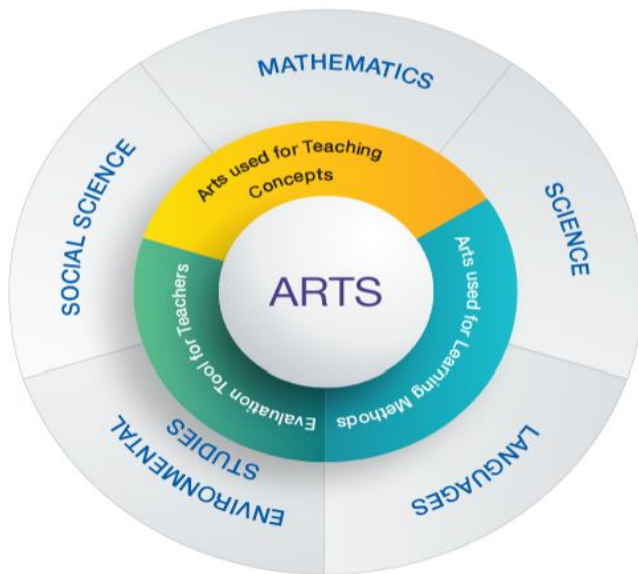 MATHEMATICS
SCIENCE
LANGUAGES
ENVIRONMENTAL
STUDIES
SOCIAL SCIENCE
Arts used for Teaching
Concepts
Arts used for Learning Methods
Evaluation Tool for Teachers
ARTS